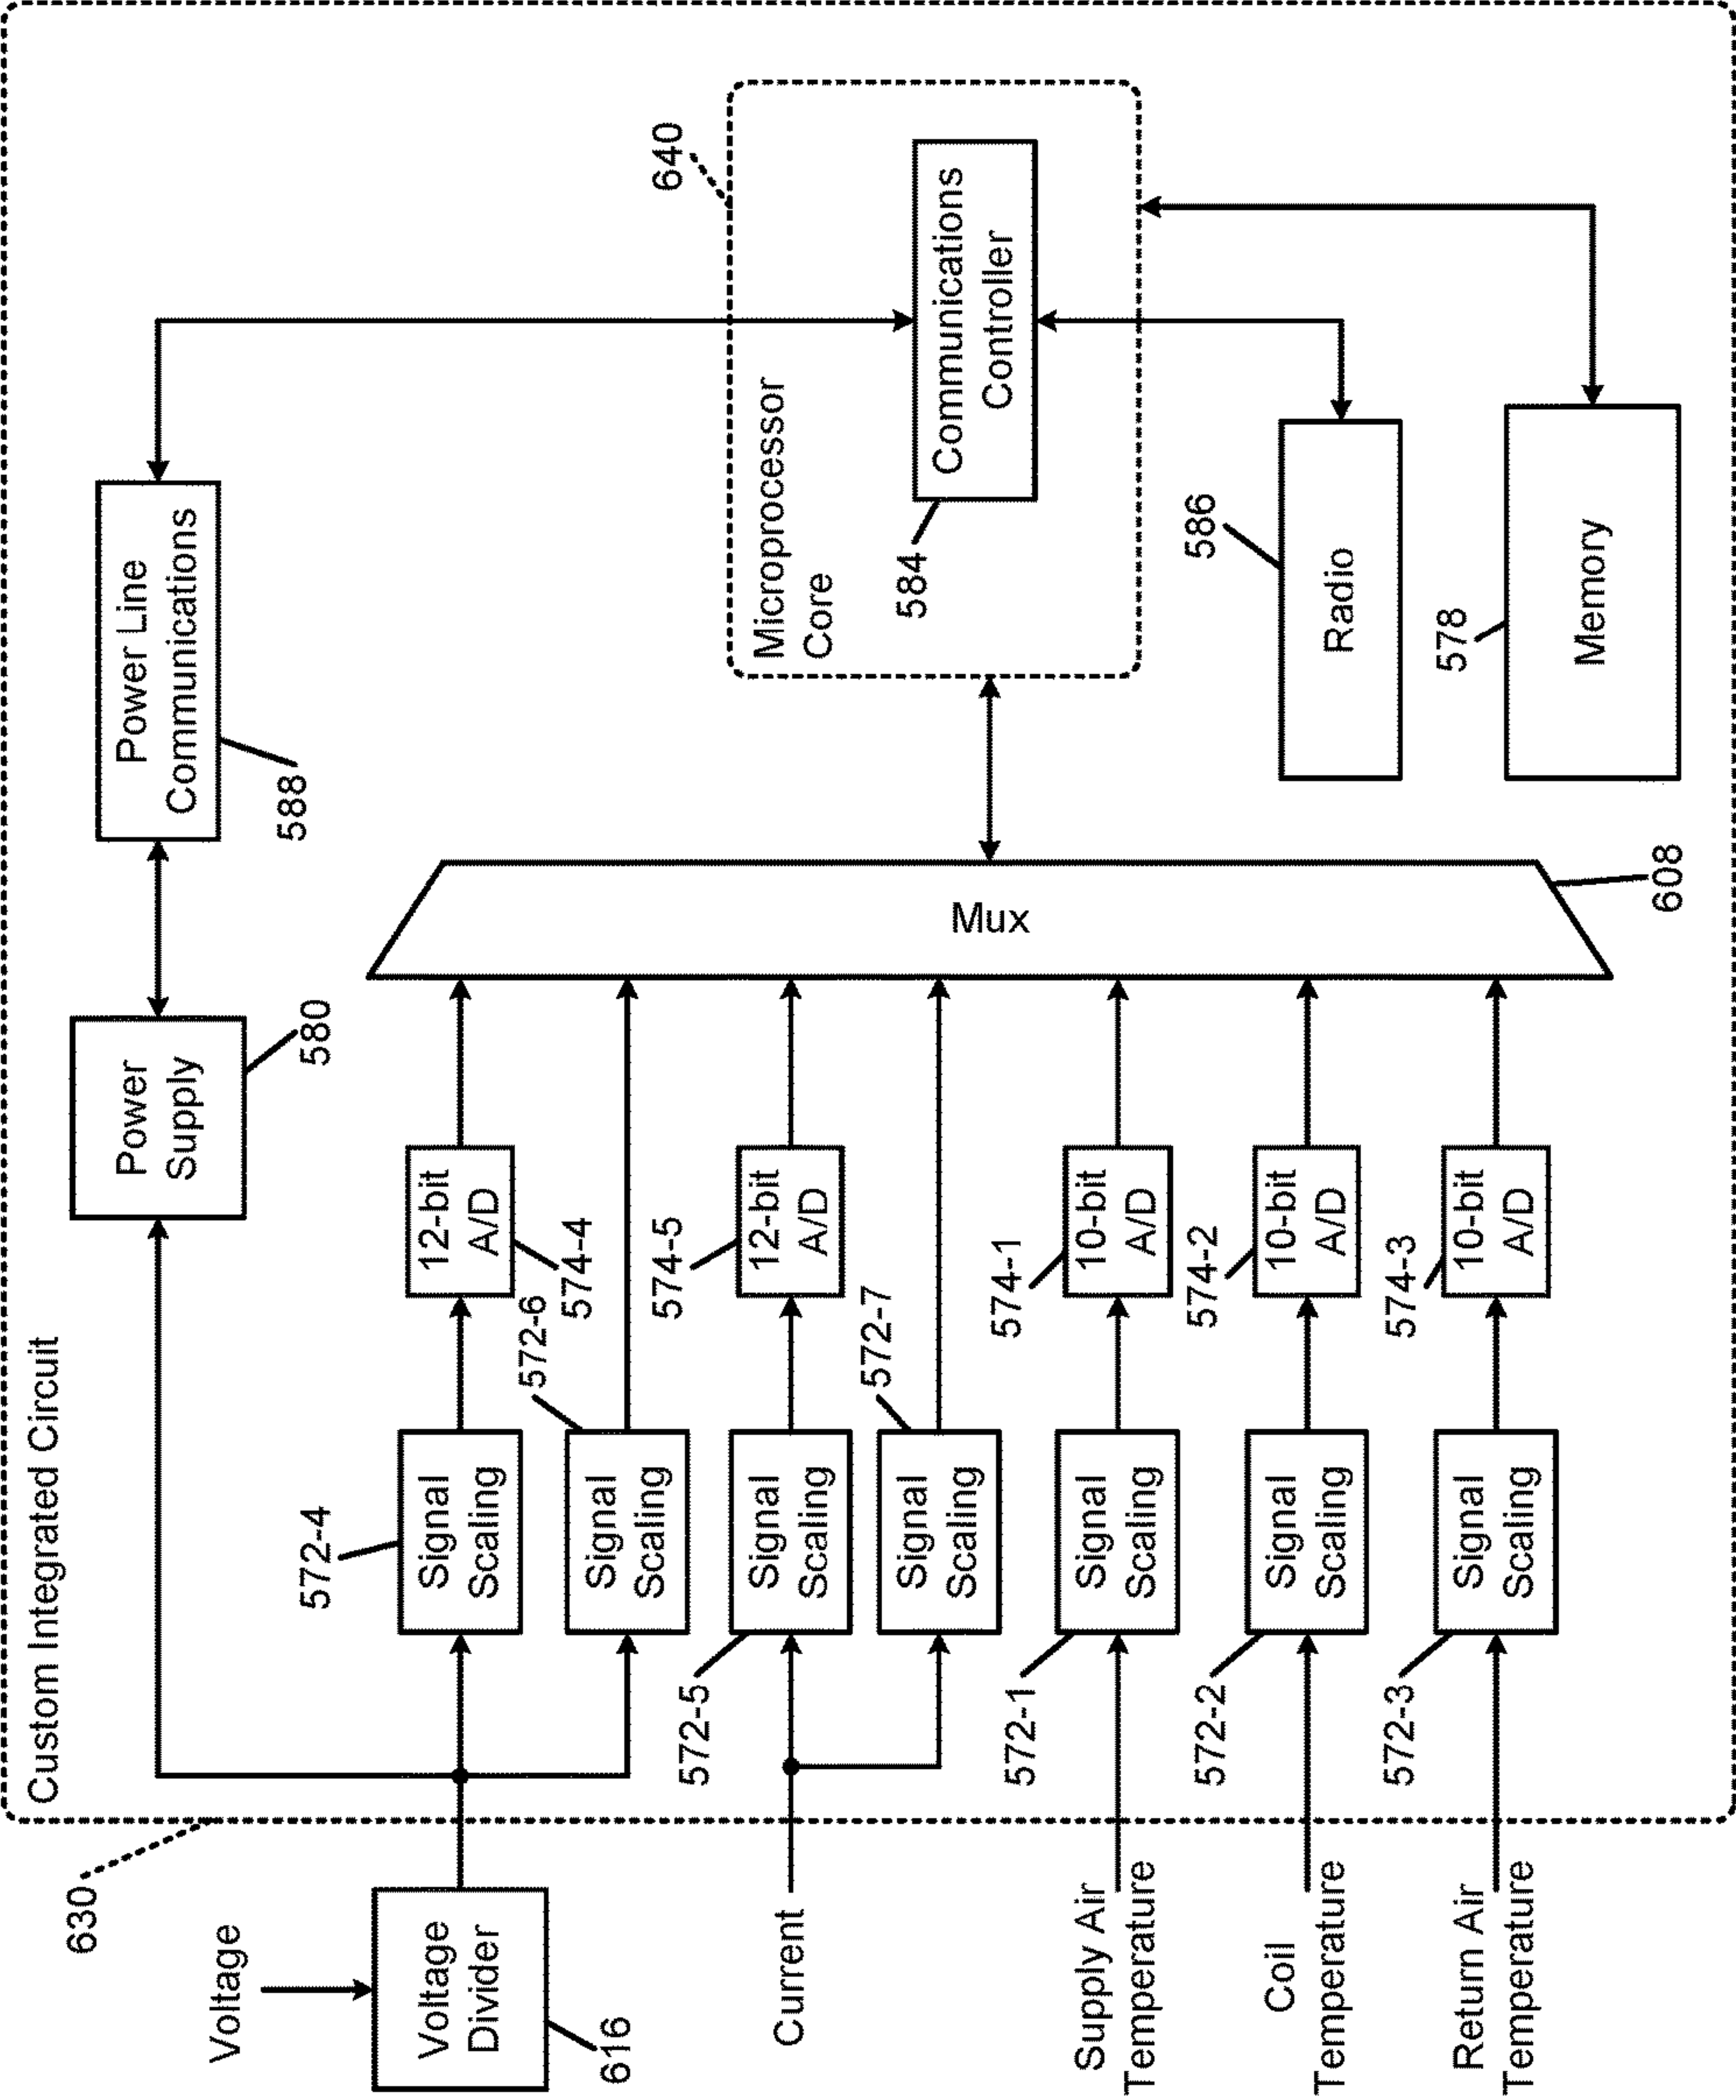 Custom Integrated Circuit
630
Voltage
Voltage
Divider
616
Power
Supply
580
Power Line
Communications
588
572-4
Signal
Scaling
12-bit
A/D
574-4
572-6
Signal
Scaling
Current
572-5
Signal
Scaling
574-5
12-bit
A/D
572-7
Signal
Scaling
Supply Air
Temperature
572-1
Signal
Scaling
574-1
10-bit
A/D
Coil
Temperature
572-2
Signal
Scaling
574-2
10-bit
A/D
Return Air
Temperature
572-3
Signal
Scaling
574-3
10-bit
A/D
Mux
608
640
Microprocessor
Core
584
Communications
Controller
586
Radio
578
Memory